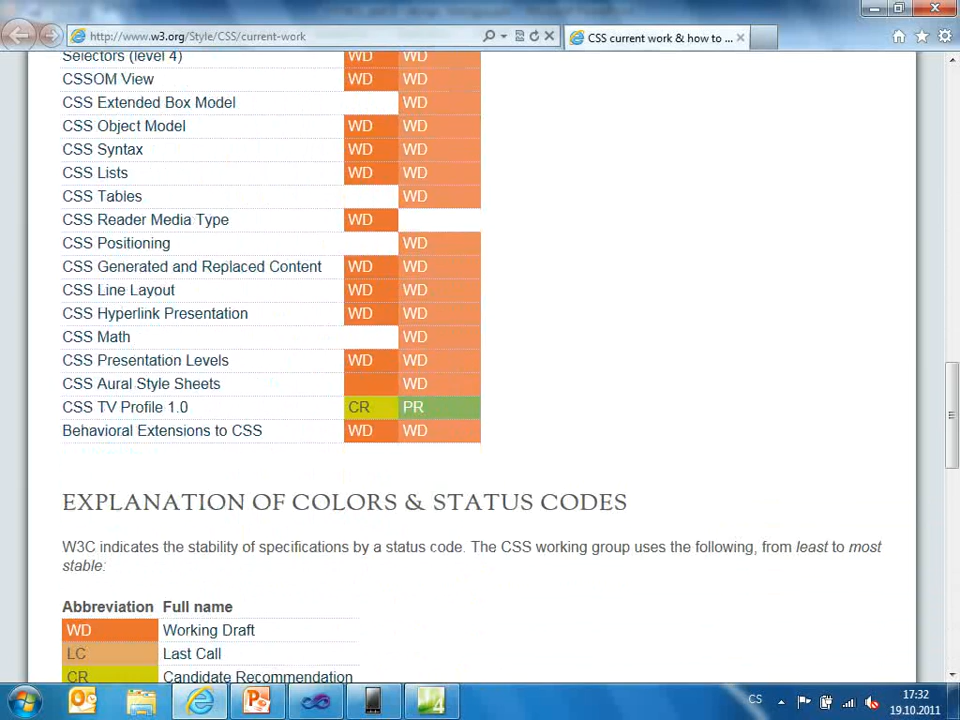 http://www.w3.org/Style/CSS/current-work
CSS current work & how to ...
Selectors (level 4) WD WD
CSSOM View WD WD
CSS Extended Box Model WD
CSS Object Model WD WD
CSS Syntax WD WD
CSS Lists WD WD
CSS Tables WD
CSS Reader Media Type WD
CSS Positioning WD
CSS Generated and Replaced Content WD WD
CSS Line Layout WD WD
CSS Hyperlink Presentation WD WD
CSS Math WD
CSS Presentation Levels WD WD
CSS Aural Style Sheets WD
CSS TV Profile 1.0 CR PR
Behavioral Extensions to CSS WD WD
EXPLANATION OF COLORS & STATUS CODES
W3C indicates the stability of specifications by a status code. The CSS working group uses the following, from least to most
stable:
Abbreviation Full name
WD Working Draft
LC Last Call
CR Candidate Recommendation
CS
17:32
19.10.2011